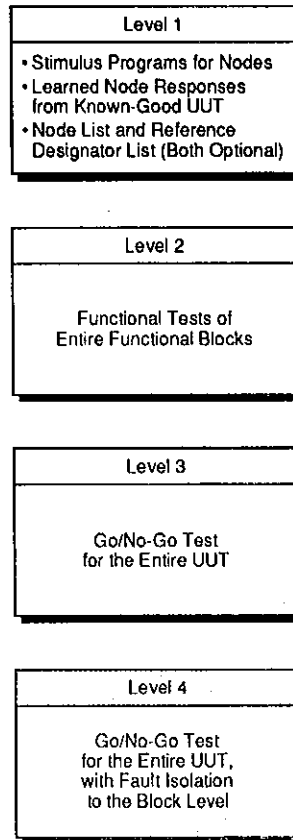 Level 1
• Stimulus Programs for Nodes
• Learned Node Responses
from Known-Good UUT
• Node List and Reference
Designator List (Both Optional)
Level 2
Functional Tests of
Entire Functional Blocks
Level 3
Go/No-Go Test
for the Entire UUT
Level 4
Go/No-Go Test
for the Entire UUT,
with Fault Isolation
to the Block Level